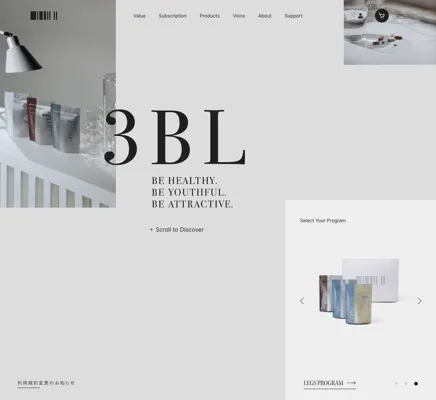 Value Subscription Products Voice About Support
3BL
BE HEALTHY.
BE YOUTHFUL.
BE ATTRACTIVE.
+ Scroll to Discover
Select Your Program
LEGS PROGRAM
利用規約変更のお知らせ